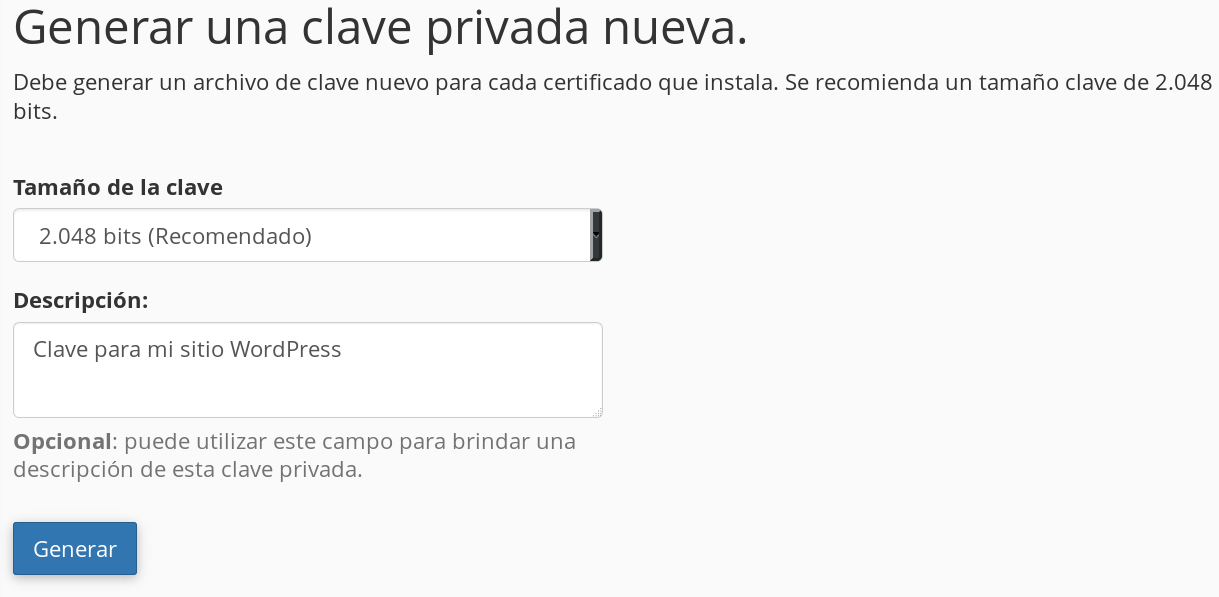 Generar una clave privada nueva.
Debe generar un archivo de clave nuevo para cada certificado que instala. Se recomienda un tamaño clave de 2.048
bits.
Tamaño de la clave
2.048 bits (Recomendado)
Descripción:
Clave para mi sitio WordPress
Opcional: puede utilizar este campo para brindar una
descripción de esta clave privada.
Generar